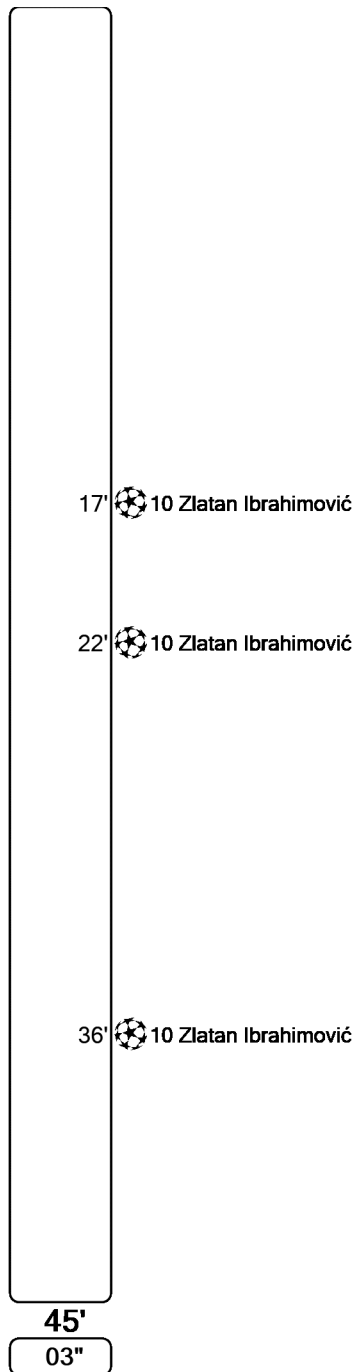 17' 10 Zlatan Ibrahimović
22' 10 Zlatan Ibrahimović
36' 10 Zlatan Ibrahimović
45'
03"